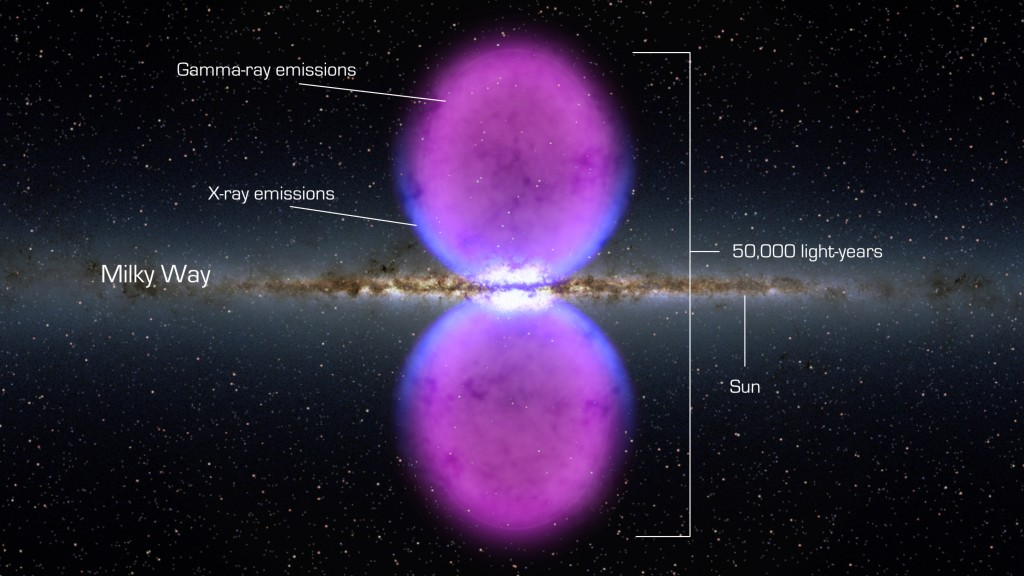 Gamma-ray emissions
X-ray emissions
Milky Way
50,000 light-years
Sun